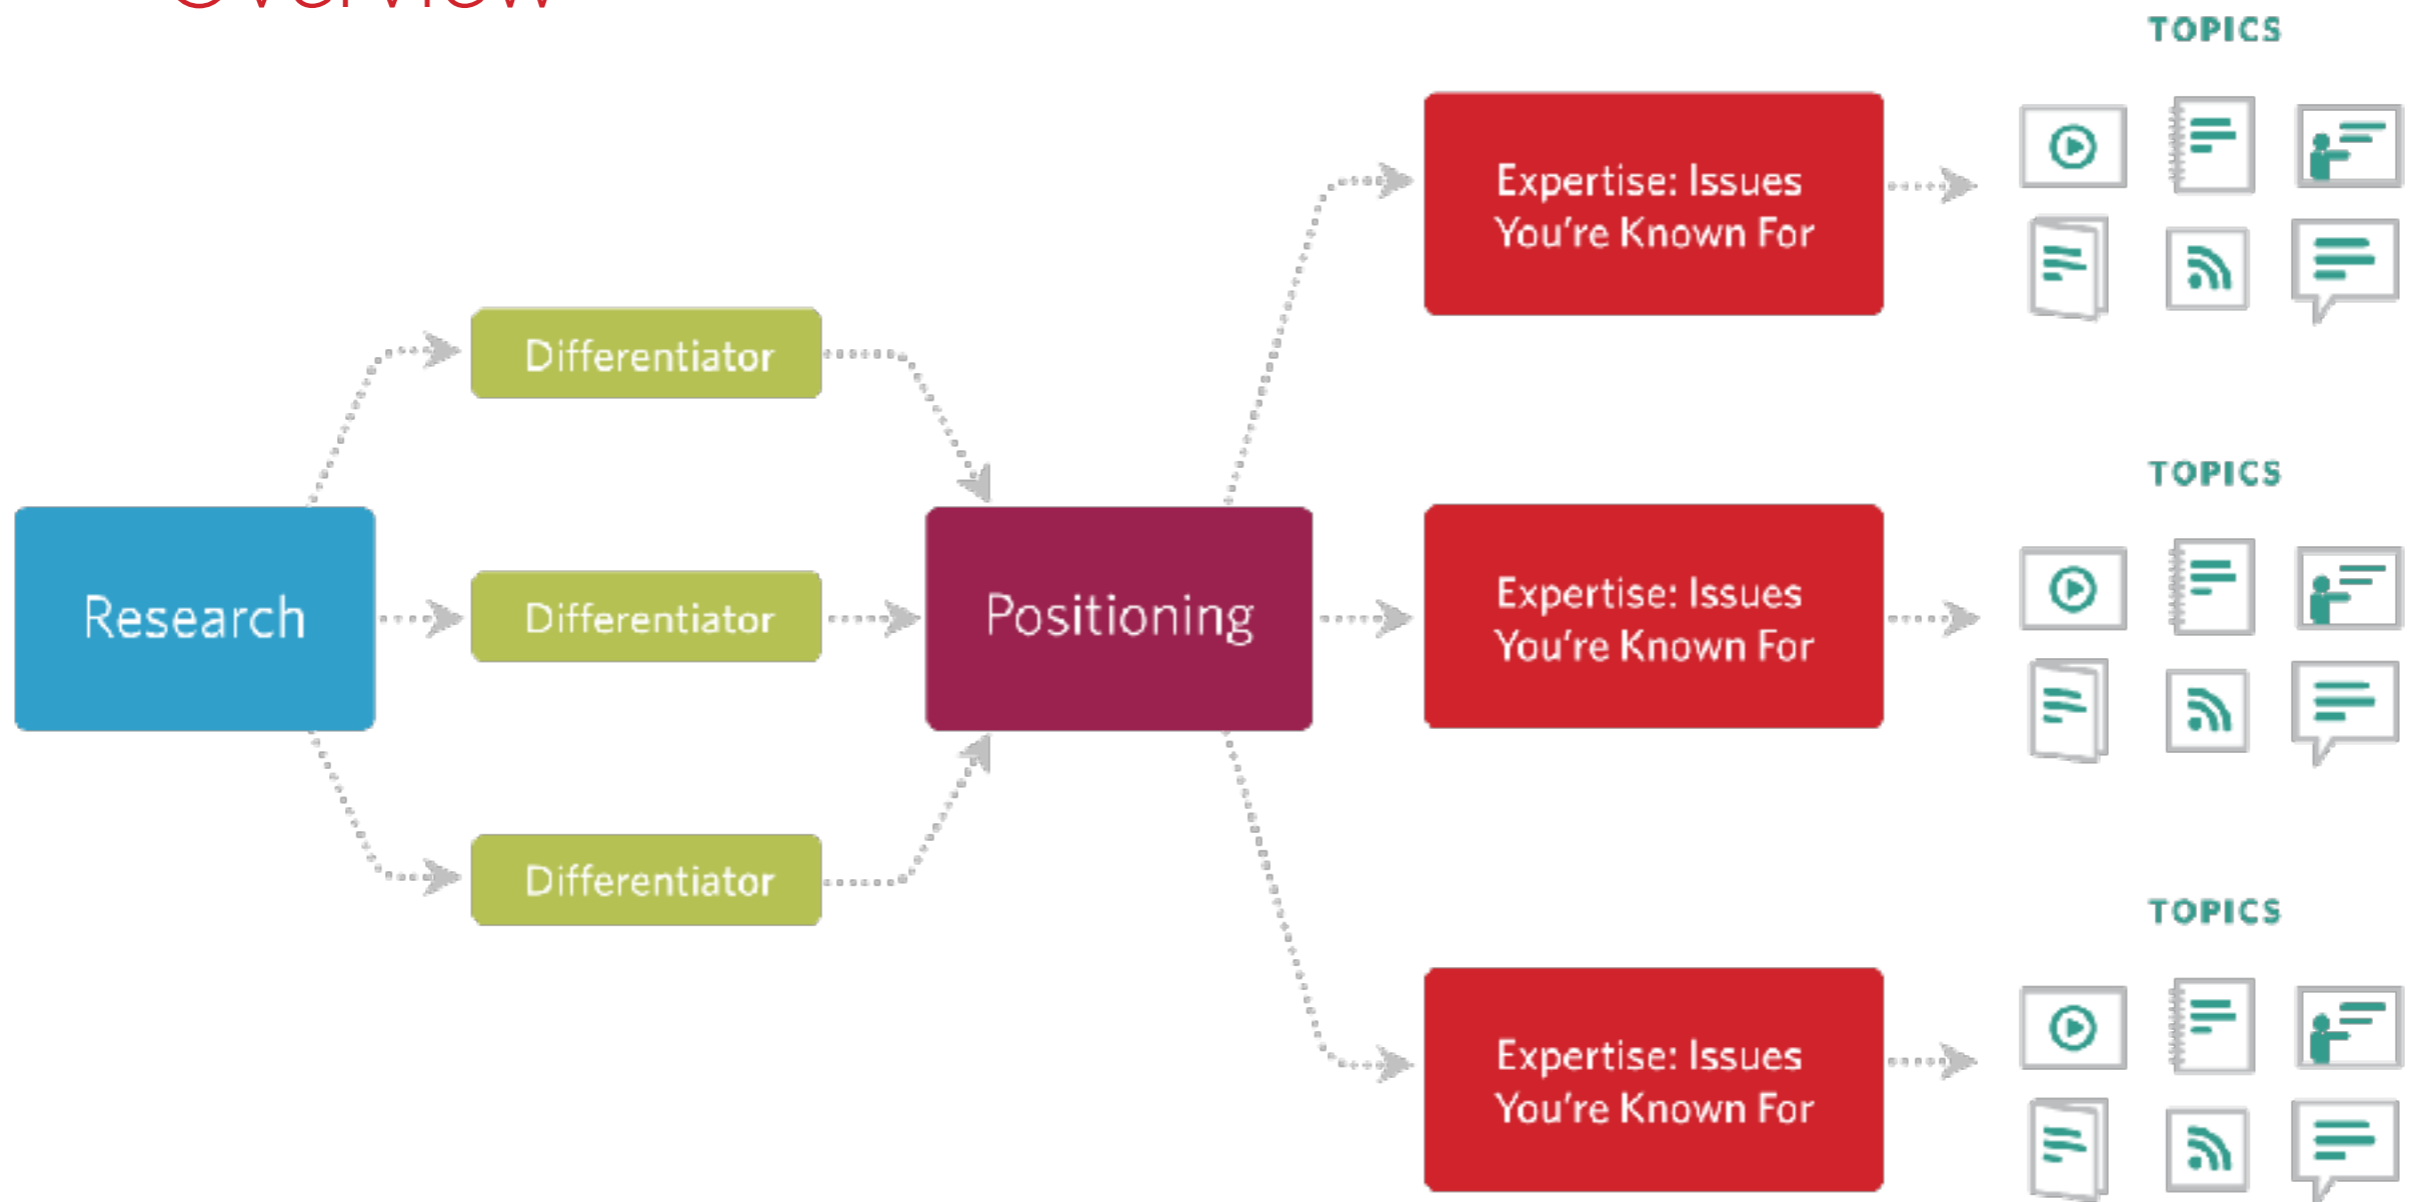 Overview
TOPICS
Expertise: Issues
You're Known For
Differentiator
TOPICS
Research
Differentiator
Positioning
Expertise: Issues
You're Known For
Differentiator
TOPICS
Expertise: Issues
You're Known For